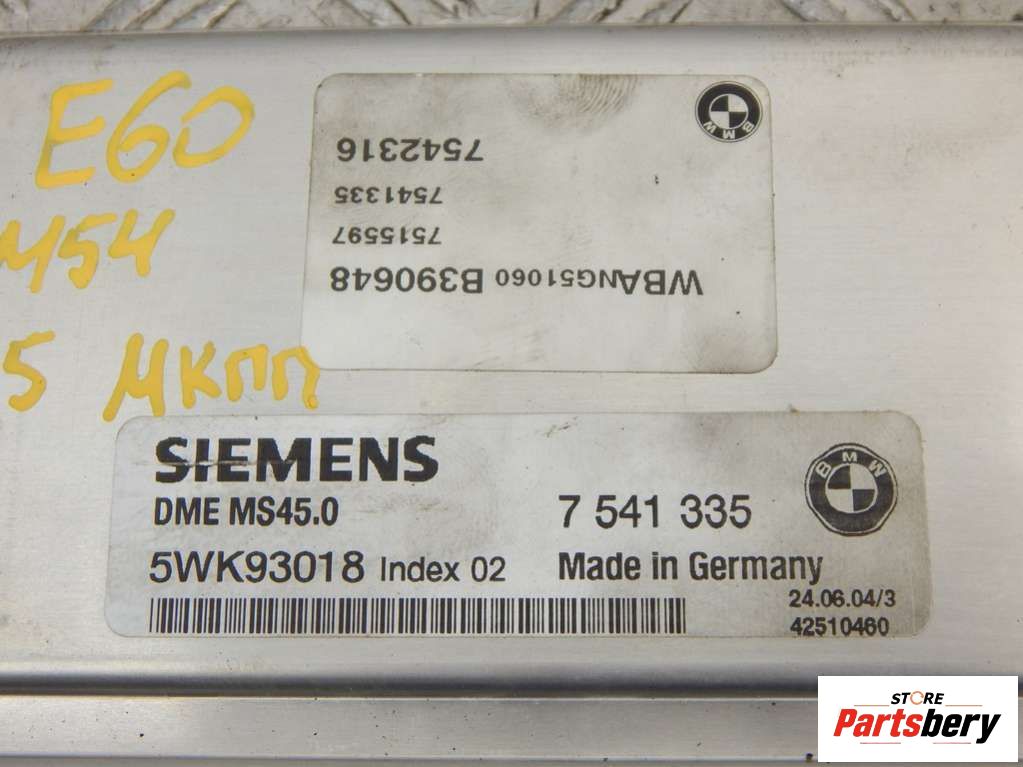 E60
M54
5 МКПП
BMW
7542316
7541335
7515597
WBANG51060 B390648
SIEMENS
DME MS45.0
7 541 335
BMW
5WK93018 Index 02
Made in Germany
24.06.04/3
42510460
STORE
Partsbery